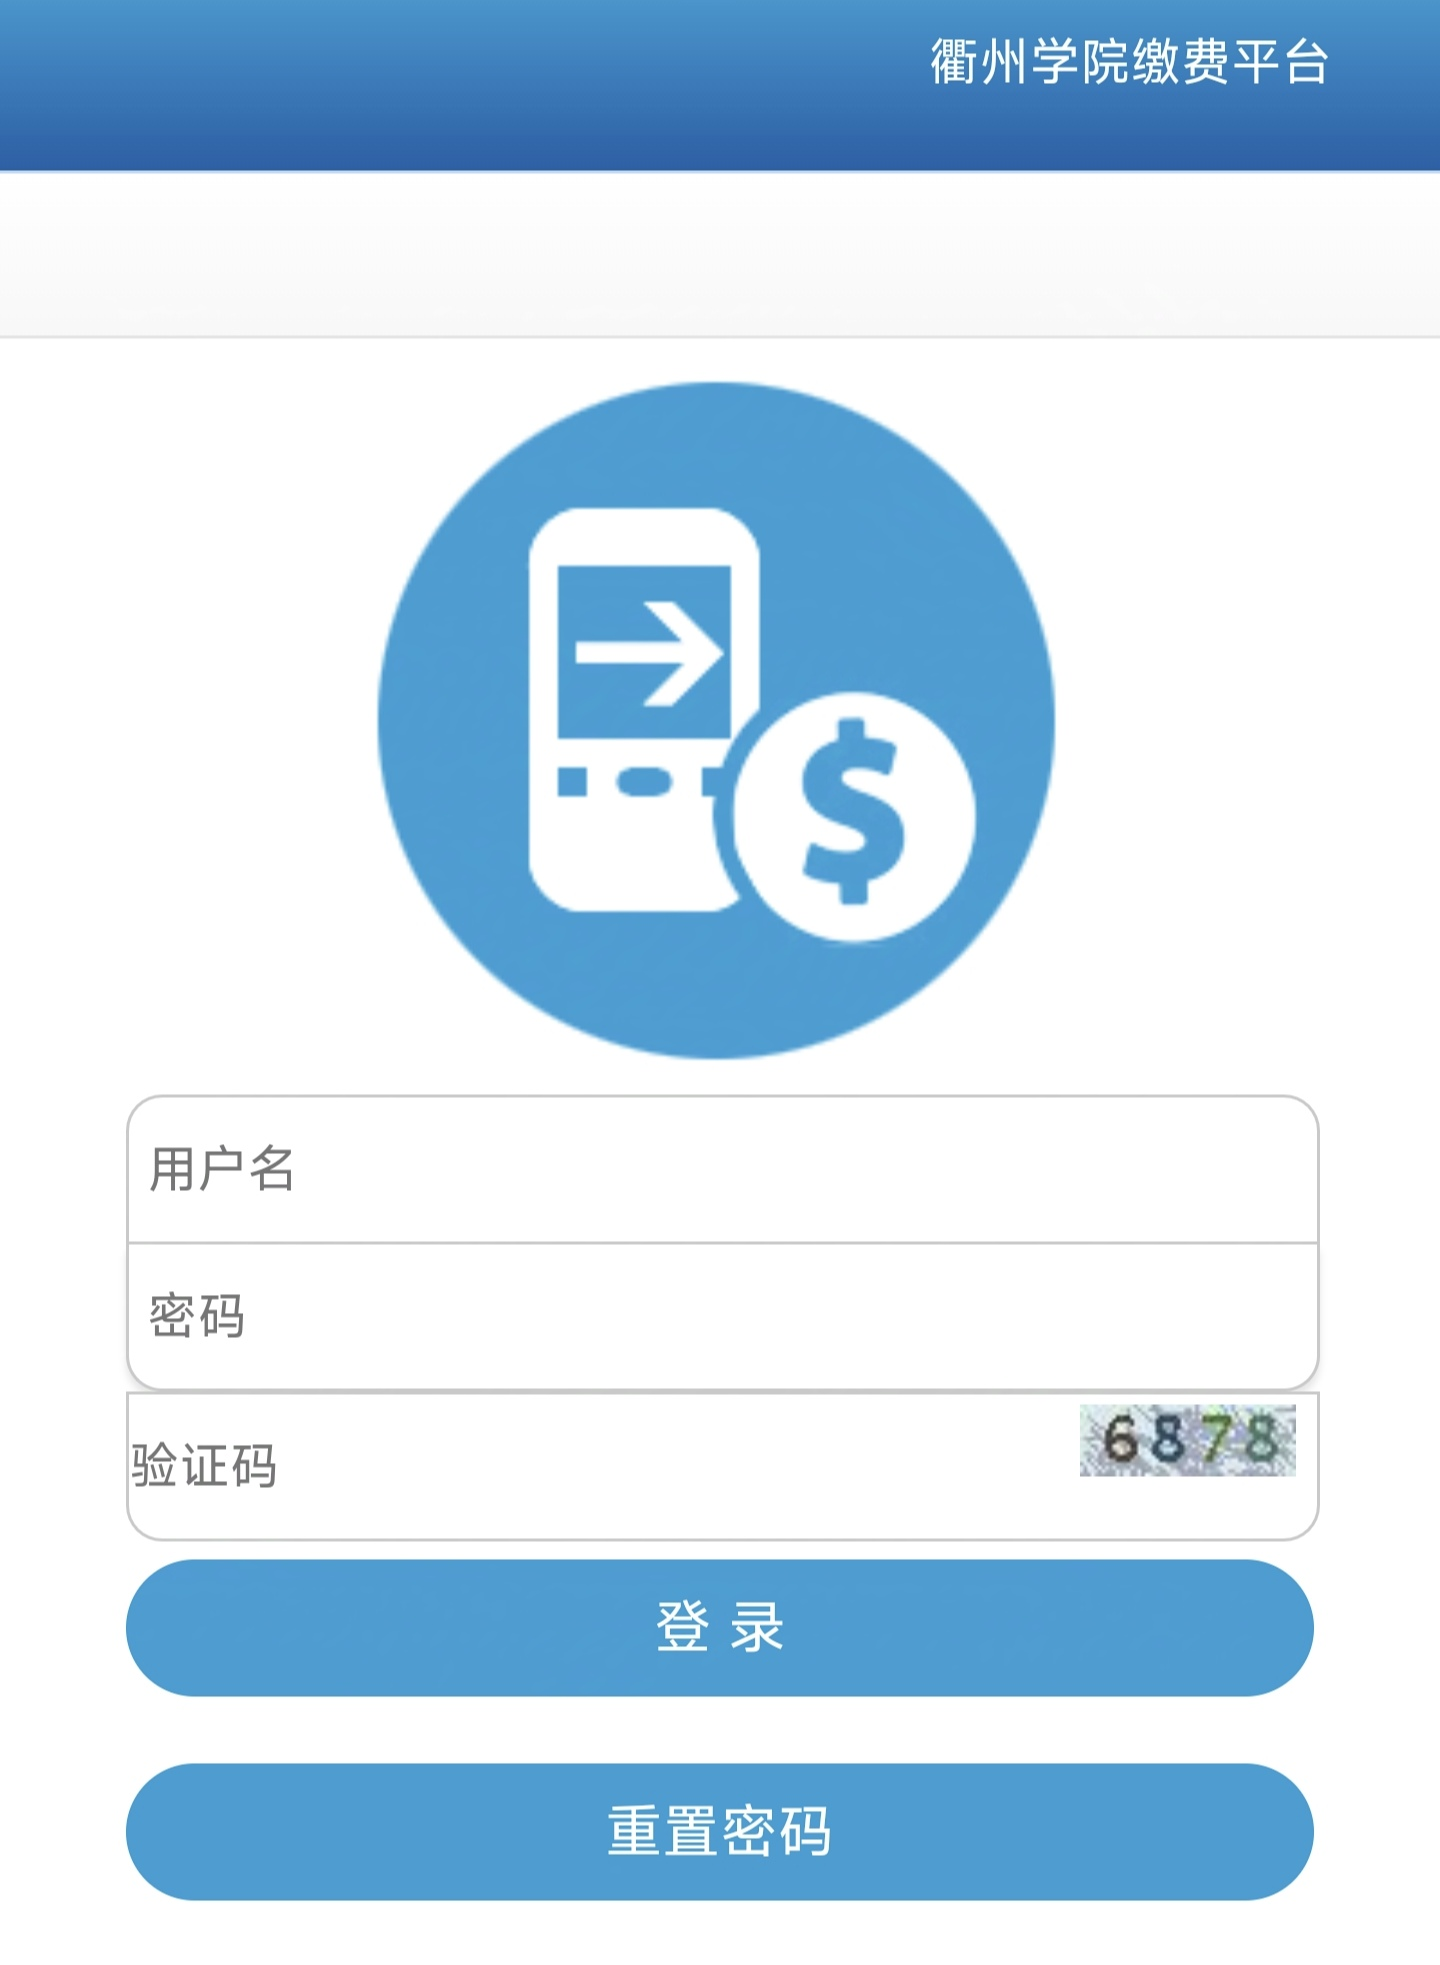 衢州学院缴费平台
$
用户名
密码
验证码 6878
登 录
重置密码